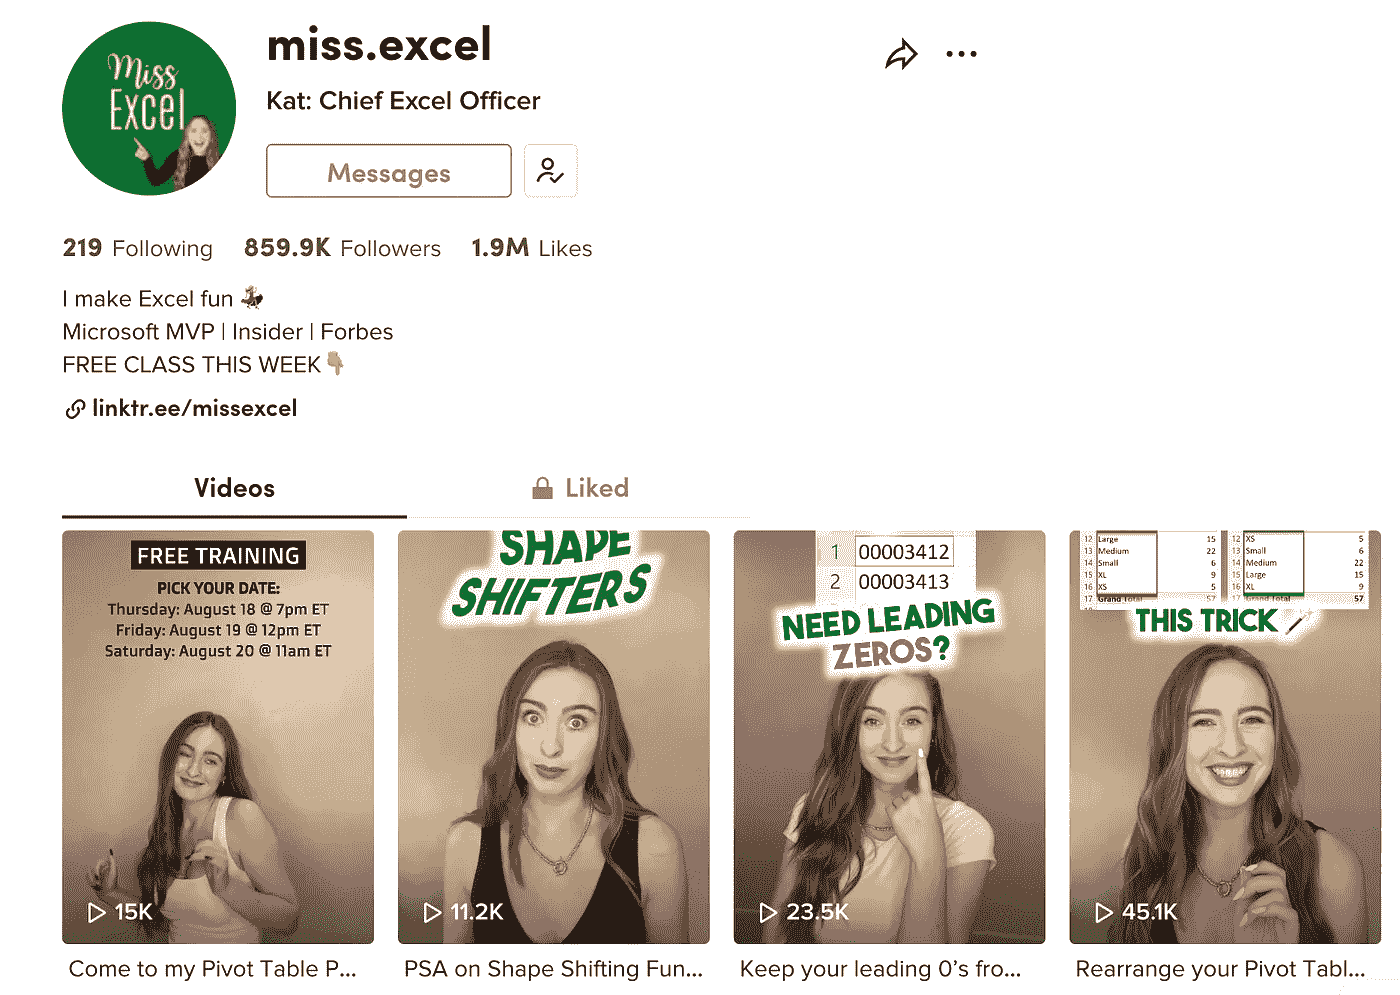 Miss
Excel
miss.excel
Kat: Chief Excel Officer
Messages
219 Following 859.9K Followers 1.9M Likes
I make Excel fun
Microsoft MVP | Insider | Forbes
FREE CLASS THIS WEEK
linktr.ee/missexcel
Videos
Liked
FREE TRAINING
PICK YOUR DATE:
Thursday: August 18 @ 7pm ET
Friday: August 19 @ 12pm ET
Saturday: August 20 @ 11am ET
15K
Come to my Pivot Table P...
SHAPE
SHIFTERS
11.2K
PSA on Shape Shifting Fun...
1 00003412
2 00003413
NEED LEADING
ZEROS?
23.5K
Keep your leading 0's fro...
12 Large 15
13 Medium 22
14 Small 6
15 XL 9
16 XS 5
17 Grand Total 57
12 XS 5
13 Small 6
14 Medium 22
15 Large 15
16 XL 9
17 Grand Total 57
THIS TRICK
45.1K
Rearrange your Pivot Tabl...